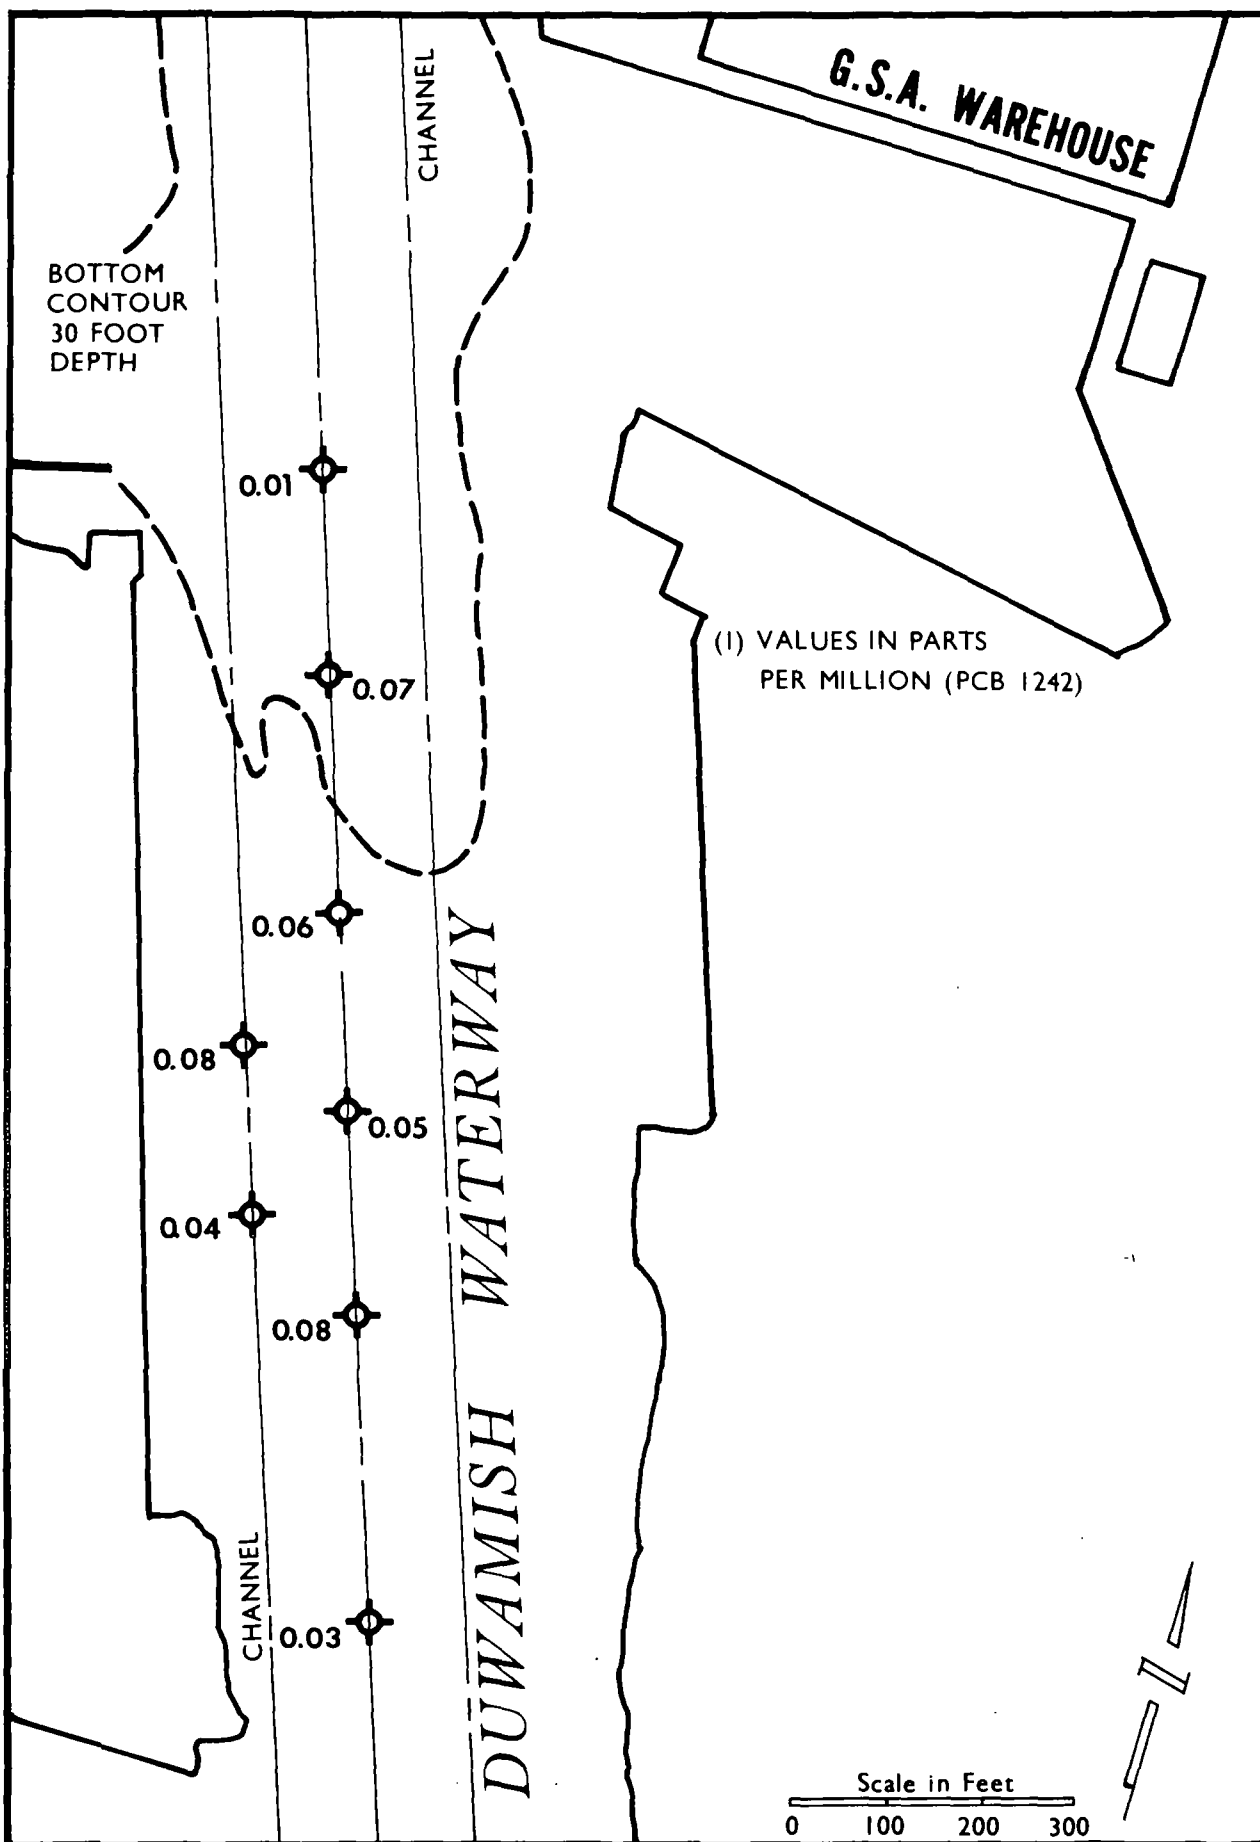 G.S.A. WAREHOUSE
CHANNEL
BOTTOM
CONTOUR
30 FOOT
DEPTH
0.01
(1) VALUES IN PARTS
PER MILLION (PCB 1242)
0.07
0.06
0.08
0.05
0.04
0.08
DUWAMISH WATERWAY
CHANNEL
0.03
N
Scale in Feet
0 100 200 300